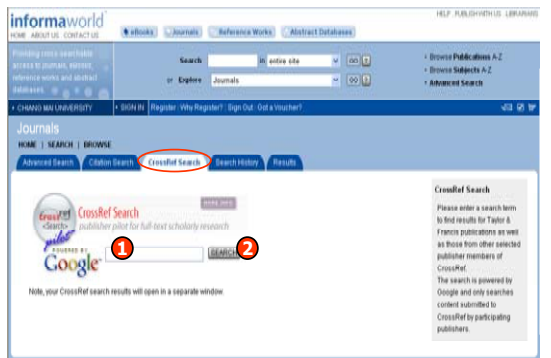 informaworld
HOME ABOUT US CONTACT US
HELP PUBLISH WITH US LIBRARIANS
eBooks Journals Reference Works Abstract Databases
Providing cross-searchable
access to journals, eBooks,
reference works and abstract
databases
Search in entire site GO ?
or Explore Journals GO ?
Browse Publications A-Z
Browse Subjects A-Z
Advanced Search
CHIANG MAI UNIVERSITY SIGN IN Register Why Register? Sign Out Got a Voucher?
Journals
HOME | SEARCH | BROWSE
Advanced Search Citation Search CrossRef Search Search History Results
MORE INFO
crossref
Search
pilot
CrossRef Search
publisher pilot for full-text scholarly research
POWERED BY
Google
1
SEARCH
2
Note, your CrossRef search results will open in a separate window.
CrossRef Search
Please enter a search term
to find results for Taylor &
Francis publications as well
as those from other selected
publisher members of
CrossRef.
The search is powered by
Google and only searches
content submitted to
CrossRef by participating
publishers.